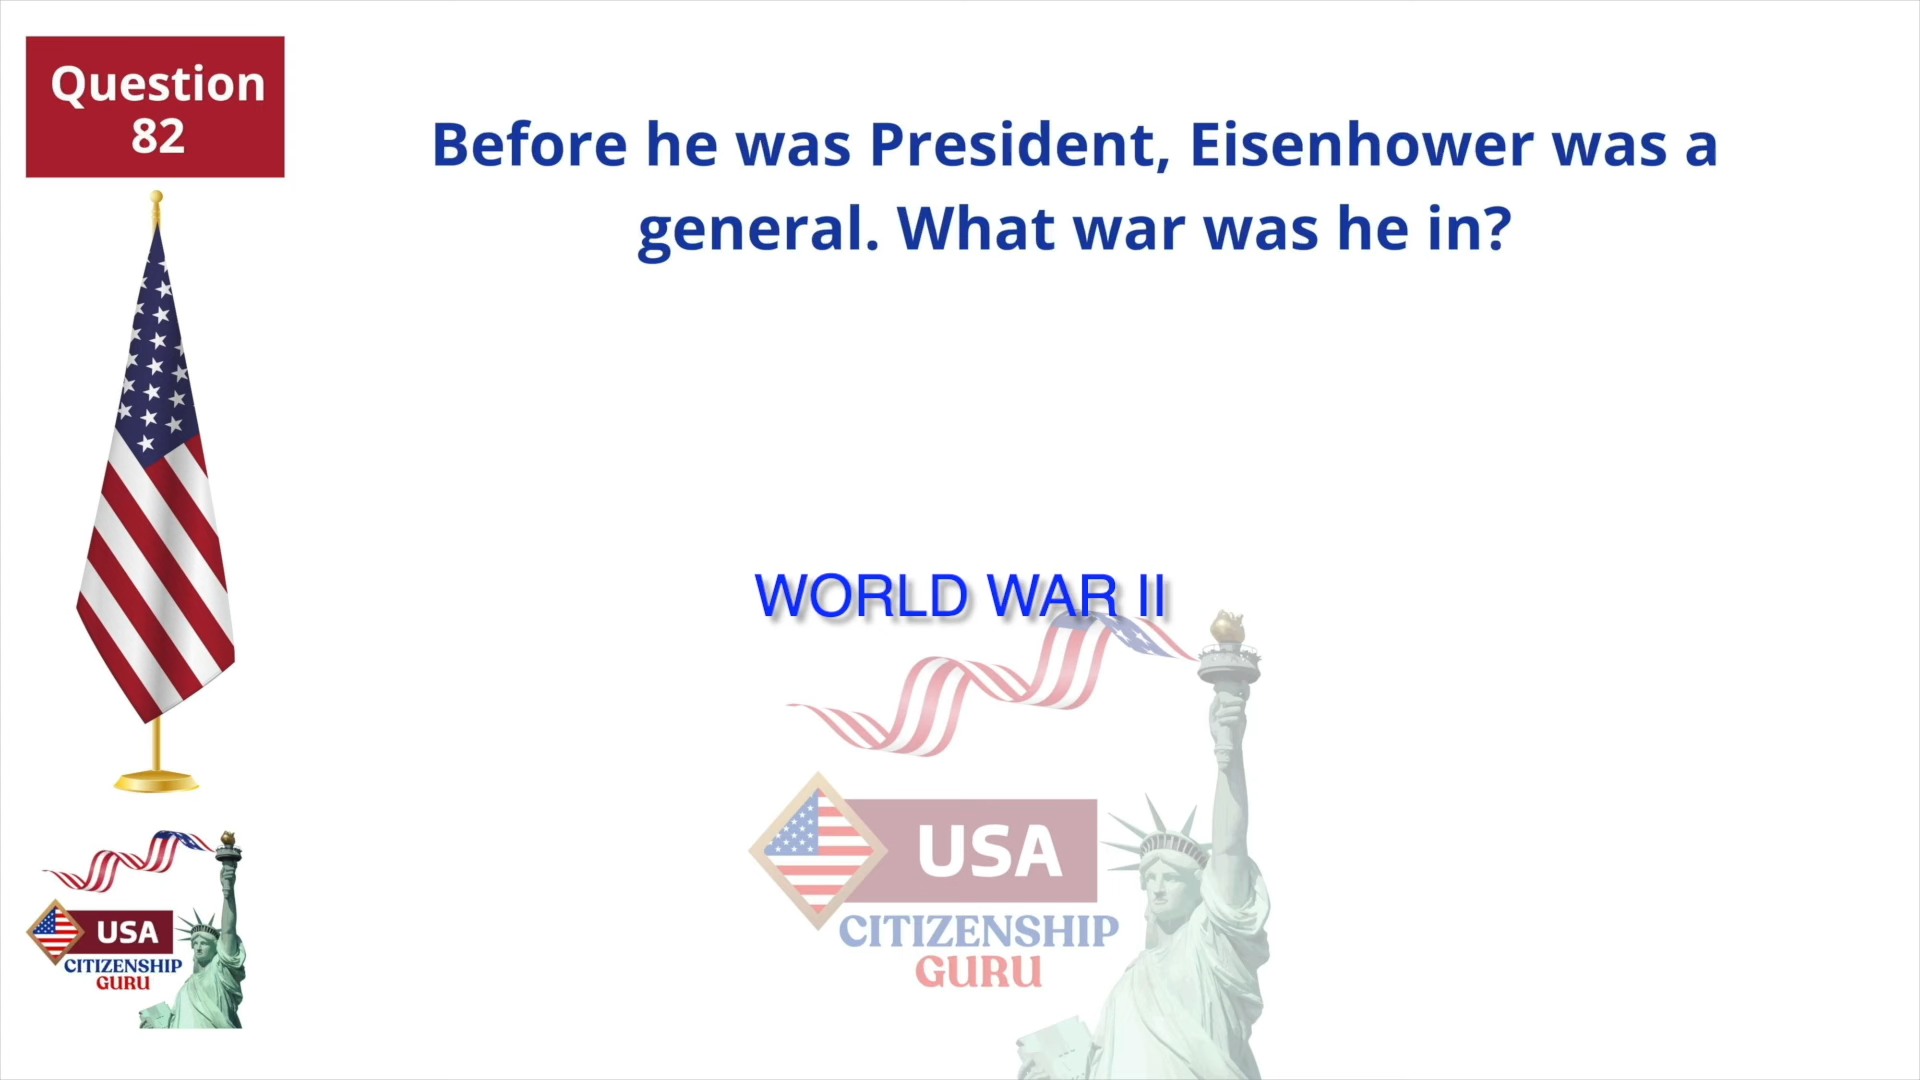 Question
82
Before he was President, Eisenhower was a
general. What war was he in?
WORLD WAR II
USA
CITIZENSHIP
GURU
USA
CITIZENSHIP
GURU